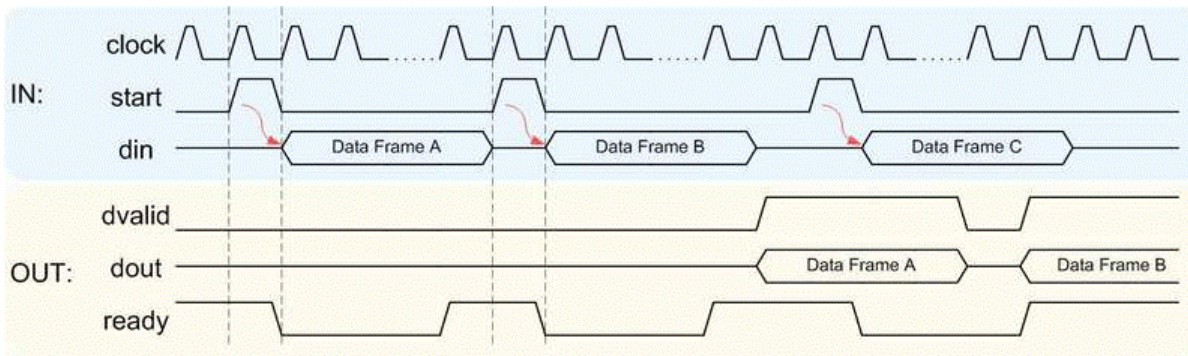 clock
IN:
start
din
Data Frame A
Data Frame B
Data Frame C
dvalid
OUT:
dout
Data Frame A
Data Frame B
ready